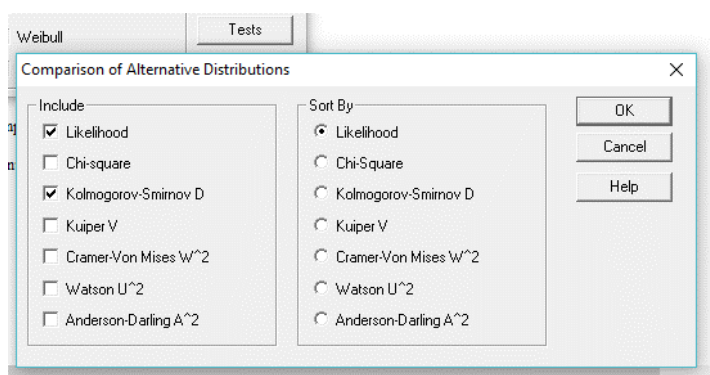 Weibull
Tests
Comparison of Alternative Distributions
Include
Likelihood
Chi-square
Kolmogorov-Smirnov D
Kuiper V
Cramer-Von Mises W^2
Watson U^2
Anderson-Darling A^2
Sort By
Likelihood
Chi-Square
Kolmogorov-Smirnov D
Kuiper V
Cramer-Von Mises W^2
Watson U^2
Anderson-Darling A^2
OK
Cancel
Help